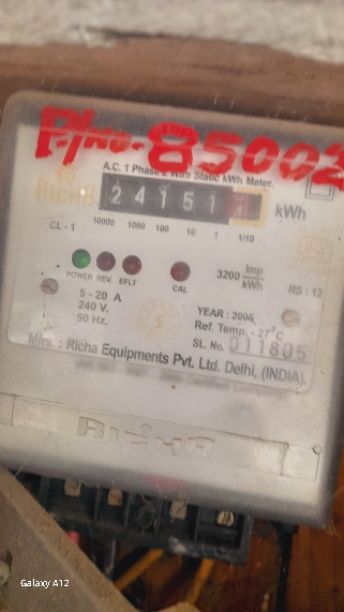 P/No.-85002
A.C. 1 Phase 2 Wire Static kWh Meter.
24151 kWh
CL - 1 10000 1000 100 10 1 1/10
POWER REV. EFLT CAL
3200 Imp/kWh
RS : 12
5 - 20 A
240 V.
50 Hz.
YEAR : 2006
Ref. Temp. - 27°C
SL. No. 011805
Mfrs. : Richa Equipments Pvt. Ltd. Delhi, (INDIA)
RICHA
Galaxy A12